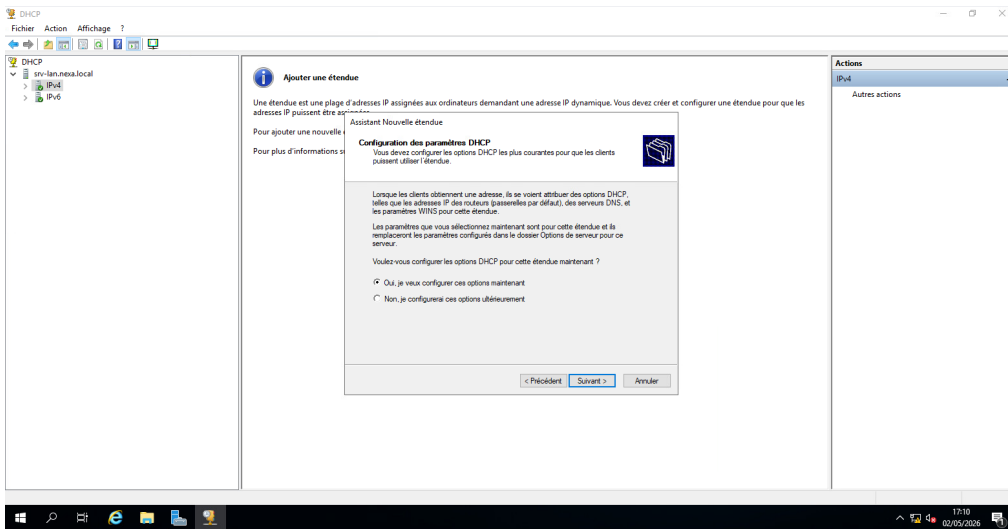 DHCP
Fichier Action Affichage ?
DHCP
srv-lan.nexa.local
IPv4
IPv6
Ajouter une étendue
Une étendue est une plage d'adresses IP assignées aux ordinateurs demandant une adresse IP dynamique. Vous devez créer et configurer une étendue pour que les
adresses IP puissent être
Pour ajouter une nouvelle
Pour plus d'informations
Assistant Nouvelle étendue
Configuration des paramètres DHCP
Vous devez configurer les options DHCP les plus courantes pour que les clients
puissent utiliser l'étendue.
Lorsque les clients obtiennent une adresse, ils se voient attribuer des options DHCP,
telles que les adresses IP des routeurs (passerelles par défaut), des serveurs DNS, et
les paramètres WINS pour cette étendue.
Les paramètres que vous sélectionnez maintenant sont pour cette étendue et ils
remplaceront les paramètres configurés dans le dossier Options de serveur pour ce
serveur.
Voulez-vous configurer les options DHCP pour cette étendue maintenant ?
Oui, je veux configurer ces options maintenant
Non, je configurerai ces options ultérieurement
< Précédent Suivant > Annuler
Actions
IPv4
Autres actions
17:10
02/05/2026